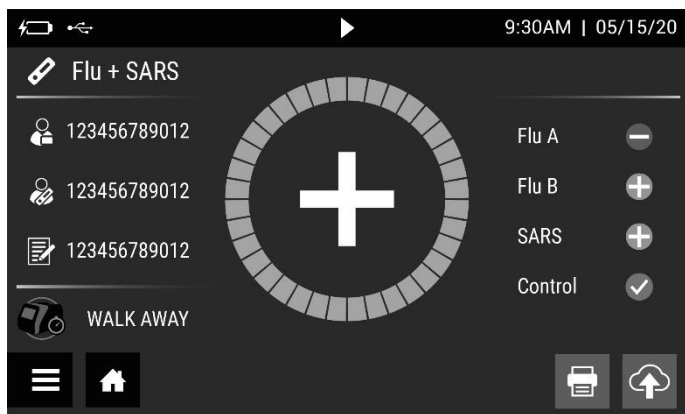 9:30AM | 05/15/20
Flu + SARS
123456789012
123456789012
123456789012
WALK AWAY
Flu A
Flu B
SARS
Control